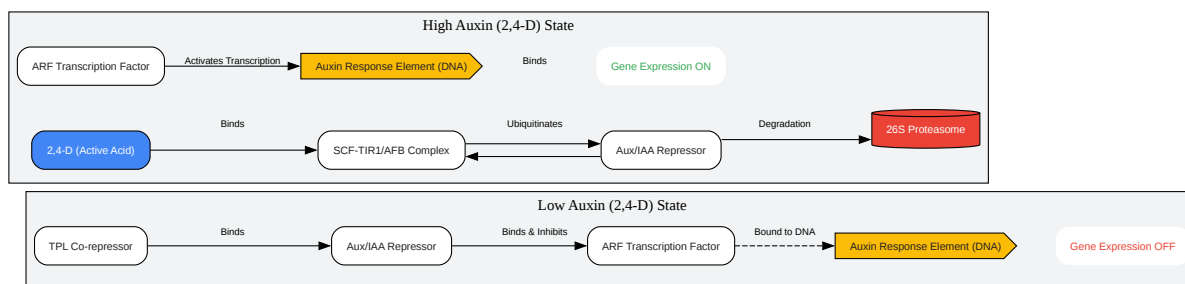 High Auxin (2,4-D) State
ARF Transcription Factor
Activates Transcription
Auxin Response Element (DNA)
Binds
Gene Expression ON
2,4-D (Active Acid)
Binds
SCF-TIR1/AFB Complex
Ubiquitinates
Aux/IAA Repressor
Degradation
26S Proteasome
Low Auxin (2,4-D) State
TPL Co-repressor
Binds
Aux/IAA Repressor
Binds & Inhibits
ARF Transcription Factor
Bound to DNA
Auxin Response Element (DNA)
Gene Expression OFF